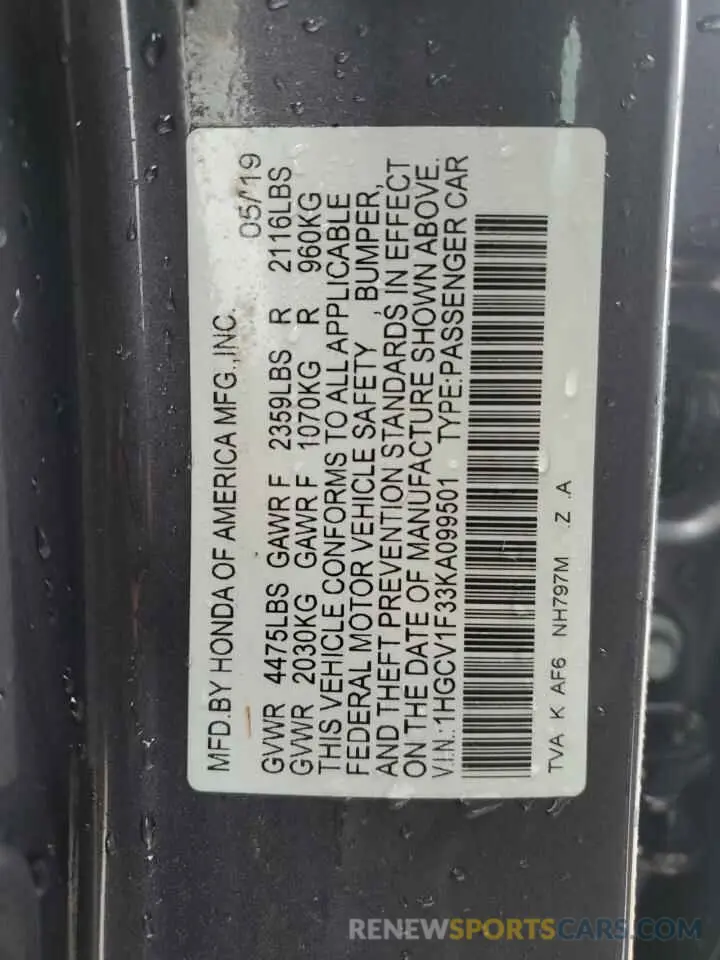 MFD.BY HONDA OF AMERICA MFG.,INC. 05/19
GVWR 4475LBS GAWR F 2359LBS R 2116LBS
GVWR 2030KG GAWR F 1070KG R 960KG
THIS VEHICLE CONFORMS TO ALL APPLICABLE
FEDERAL MOTOR VEHICLE SAFETY , BUMPER,
AND THEFT PREVENTION STANDARDS IN EFFECT
ON THE DATE OF MANUFACTURE SHOWN ABOVE.
V.I.N.:1HGCV1F33KA099501 TYPE:PASSENGER CAR
TVA K AF6 NH797M .Z .A
RENEWSPORTSCARS.COM